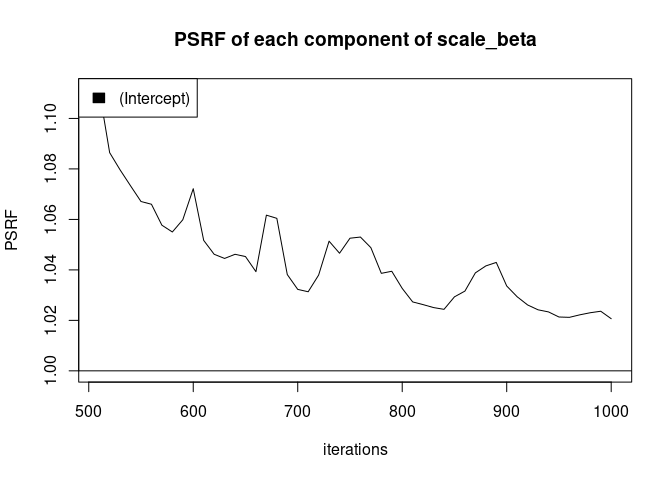 PSRF of each component of scale_beta
(Intercept)
PSRF
1.10
1.08
1.06
1.04
1.02
1.00
500 600 700 800 900 1000
iterations